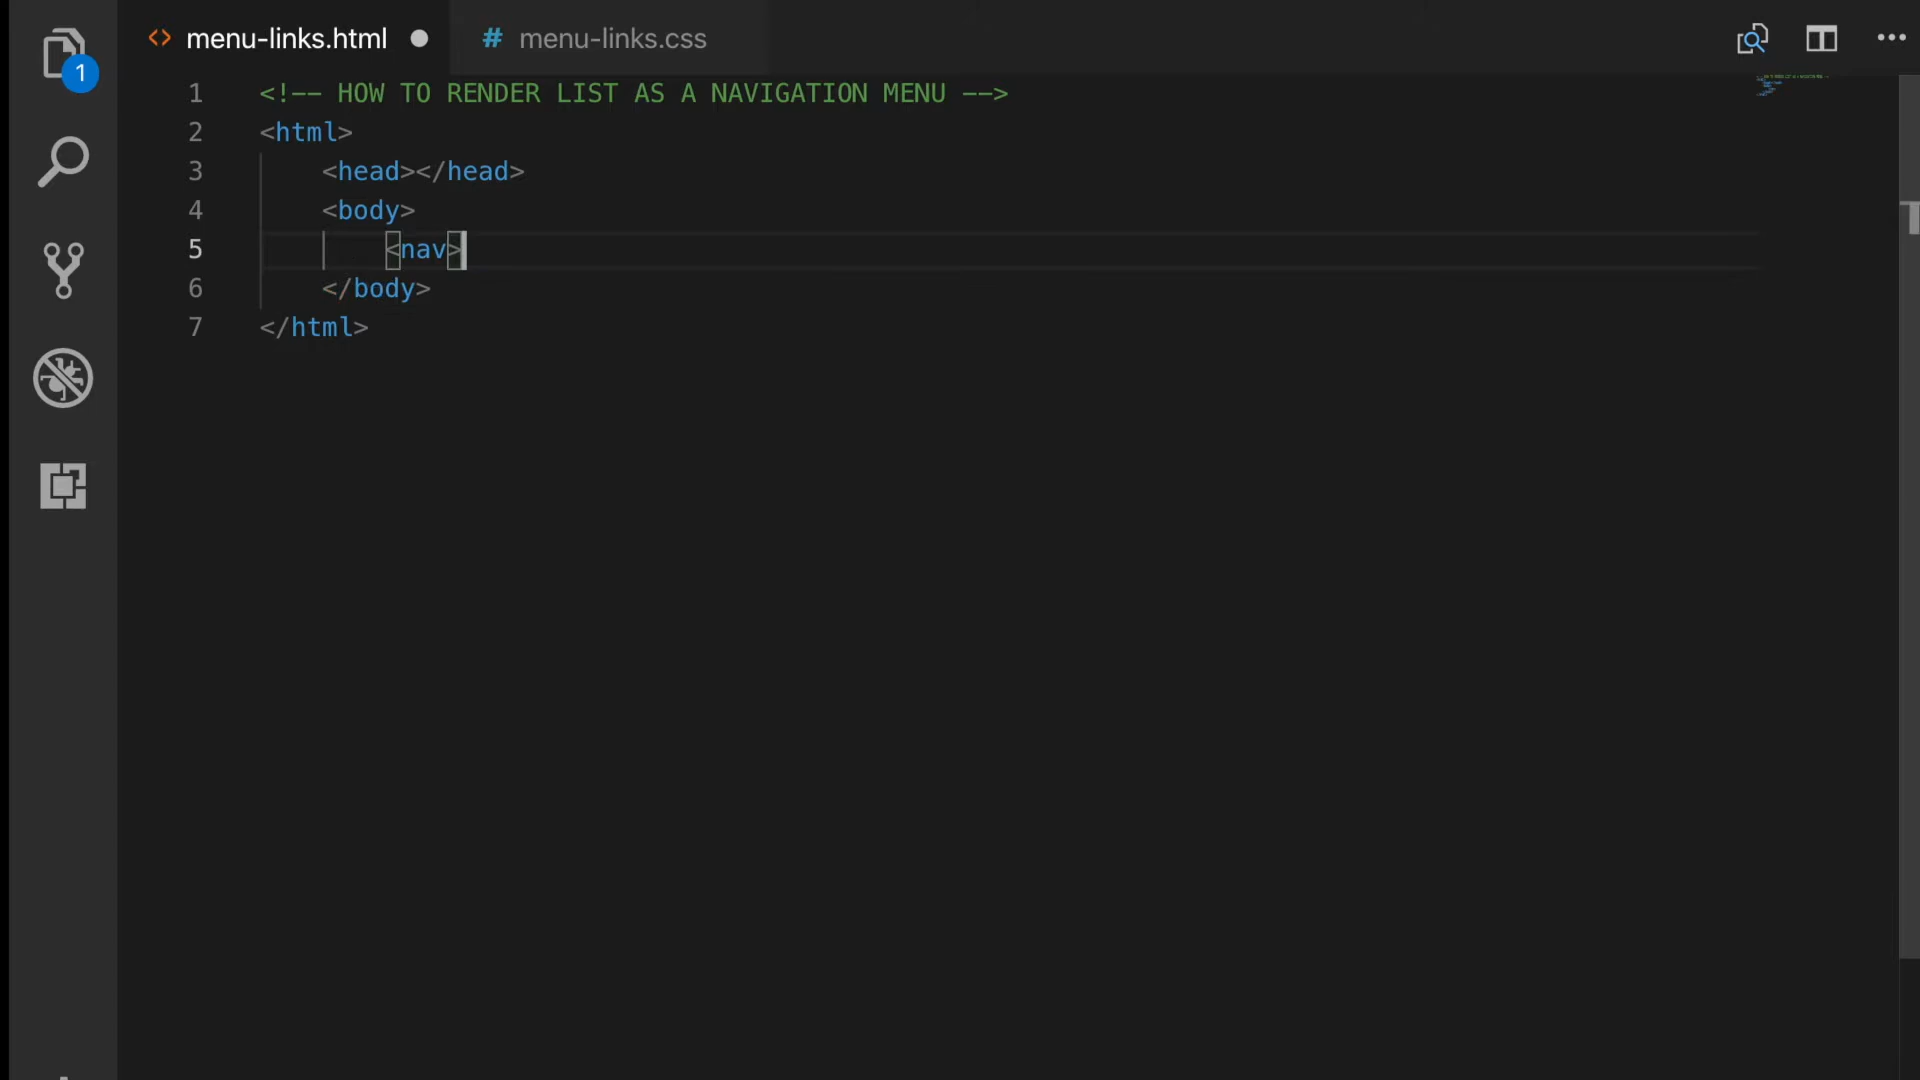 menu-links.html
# menu-links.css
1
1 <!-- HOW TO RENDER LIST AS A NAVIGATION MENU -->
2 <html>
3 <head></head>
4 <body>
5 <nav>
6 </body>
7 </html>